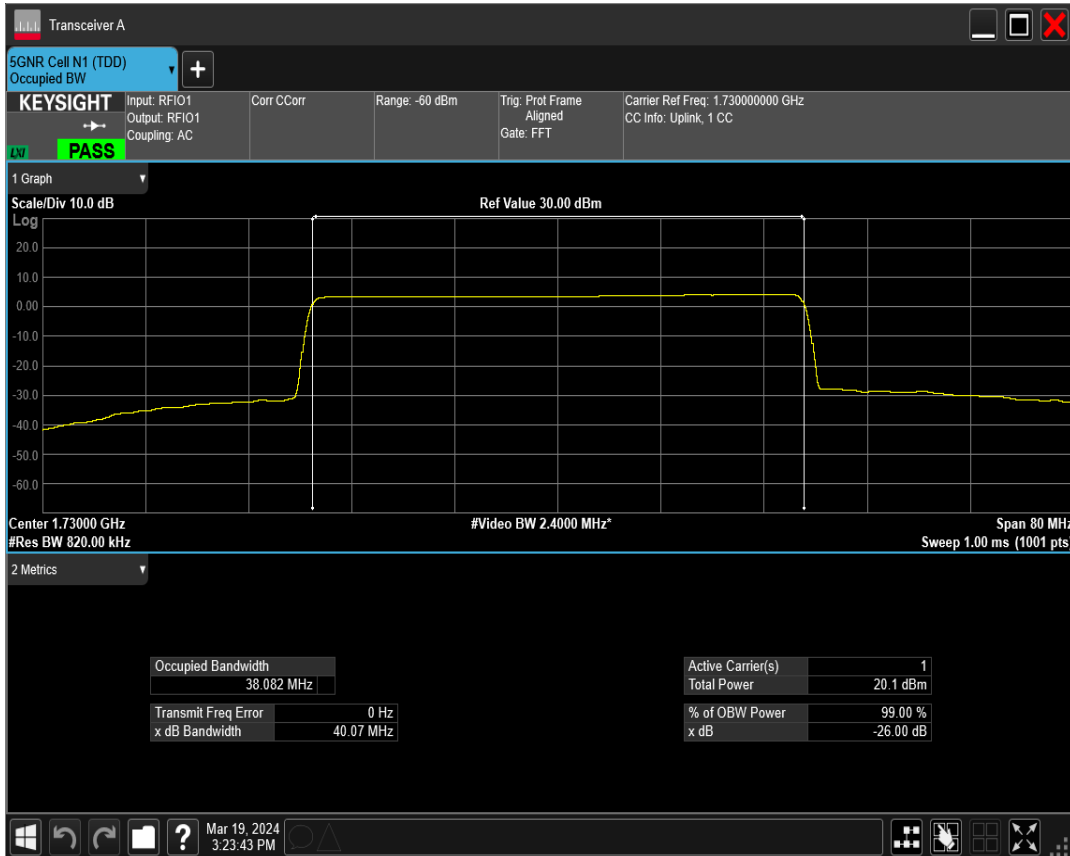 Transceiver A
5GNR Cell N1 (TDD)
Occupied BW
+
KEYSIGHT
LXI
PASS
Input: RFIO1
Output: RFIO1
Coupling: AC
Corr CCorr
Range: -60 dBm
Trig: Prot Frame
Aligned
Gate: FFT
Carrier Ref Freq: 1.730000000 GHz
CC Info: Uplink, 1 CC
1 Graph
Scale/Div 10.0 dB
Ref Value 30.00 dBm
Log
20.0
10.0
0.00
-10.0
-20.0
-30.0
-40.0
-50.0
-60.0
Center 1.73000 GHz
#Video BW 2.4000 MHz*
Span 80 MHz
#Res BW 820.00 kHz
Sweep 1.00 ms (1001 pts)
2 Metrics
Occupied Bandwidth
38.082 MHz
Transmit Freq Error 0 Hz
x dB Bandwidth 40.07 MHz
Active Carrier(s) 1
Total Power 20.1 dBm
% of OBW Power 99.00 %
x dB -26.00 dB
?
Mar 19, 2024
3:23:43 PM